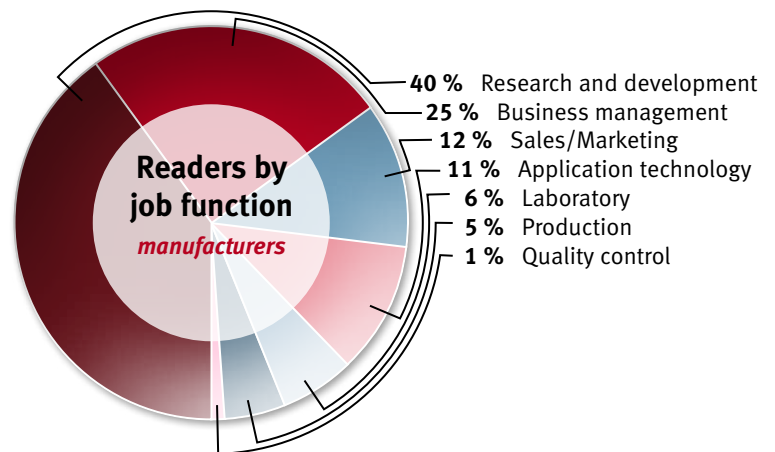 Readers by
job function
manufacturers
40 % Research and development
25 % Business management
12 % Sales/Marketing
11 % Application technology
6 % Laboratory
5 % Production
1 % Quality control